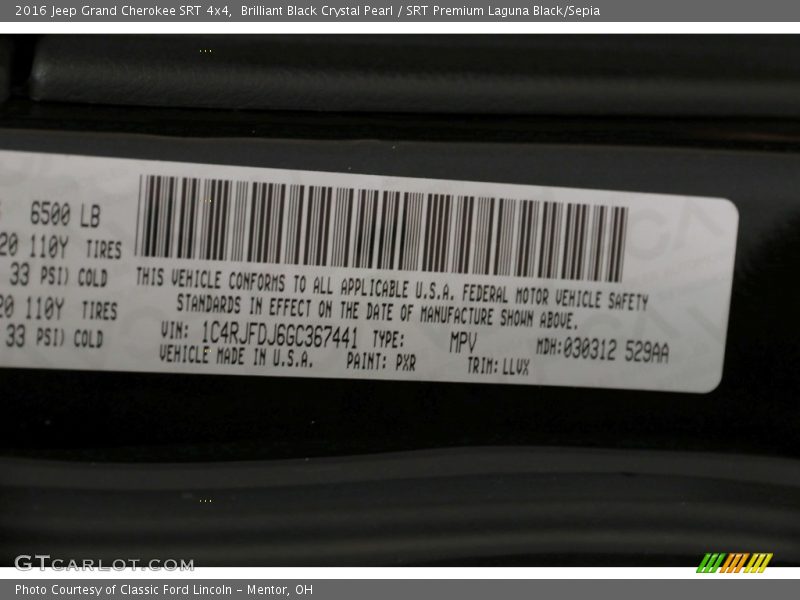 2016 Jeep Grand Cherokee SRT 4x4, Brilliant Black Crystal Pearl / SRT Premium Laguna Black/Sepia
6500 LB
20 110Y TIRES
33 PSI) COLD
20 110Y TIRES
33 PSI) COLD
THIS VEHICLE CONFORMS TO ALL APPLICABLE U.S.A. FEDERAL MOTOR VEHICLE SAFETY
STANDARDS IN EFFECT ON THE DATE OF MANUFACTURE SHOWN ABOVE.
VIN: 1C4RJFDJ6GC367441 TYPE: MPV MDH:030312 529AA
VEHICLE MADE IN U.S.A. PAINT: PXR TRIM: LLVX
GTCARLOT.COM
Photo Courtesy of Classic Ford Lincoln - Mentor, OH